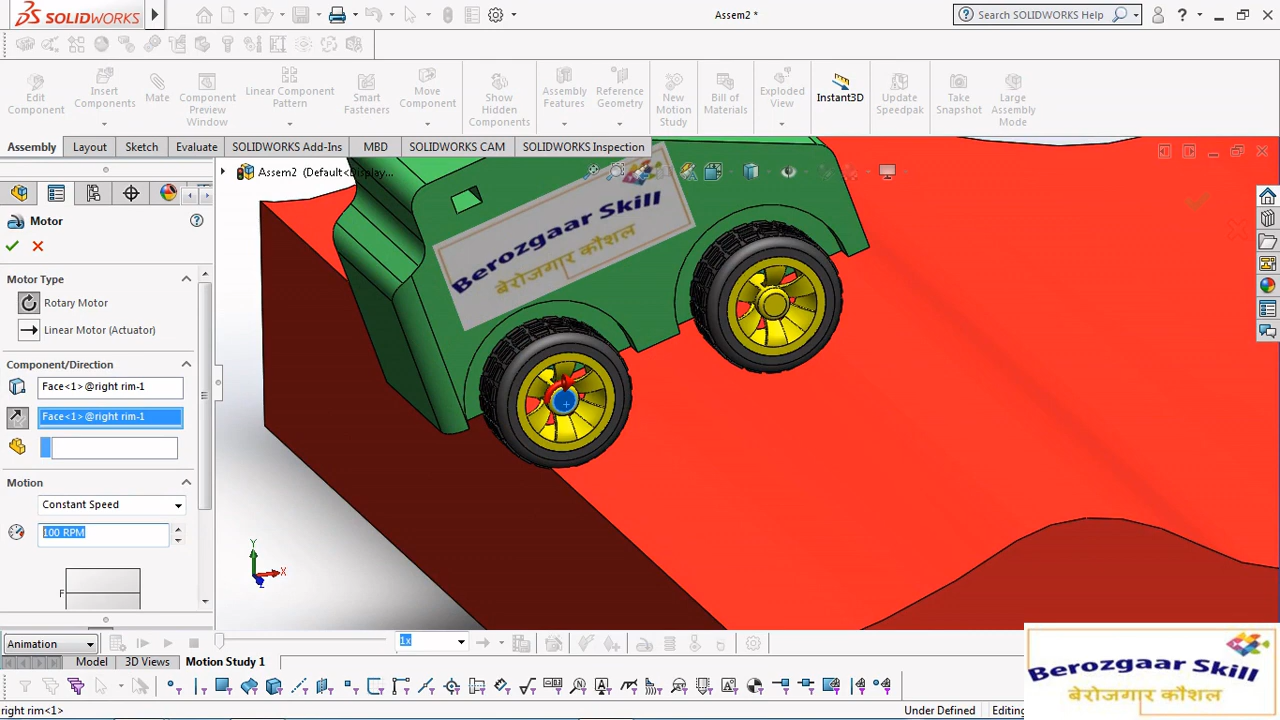 SOLIDWORKS
Assem2 *
Search SOLIDWORKS Help
Edit Component
Insert Components
Mate
Component Preview Window
Linear Component Pattern
Smart Fasteners
Move Component
Show Hidden Components
Assembly Features
Reference Geometry
New Motion Study
Bill of Materials
Exploded View
Instant3D
Update Speedpak
Take Snapshot
Large Assembly Mode
Assembly Layout Sketch Evaluate SOLIDWORKS Add-Ins MBD SOLIDWORKS CAM SOLIDWORKS Inspection
Assem2 (Default<Display...
Motor
Motor Type
Rotary Motor
Linear Motor (Actuator)
Component/Direction
Face<1>@right rim-1
Face<1>@right rim-1
Motion
Constant Speed
100 RPM
F
Berozgaar Skill
बेरोजगार कौशल
Y
X
Z
Animation
1x
Model 3D Views Motion Study 1
right rim<1>
Under Defined
Editing
Berozgaar Skill
बेरोजगार कौशल